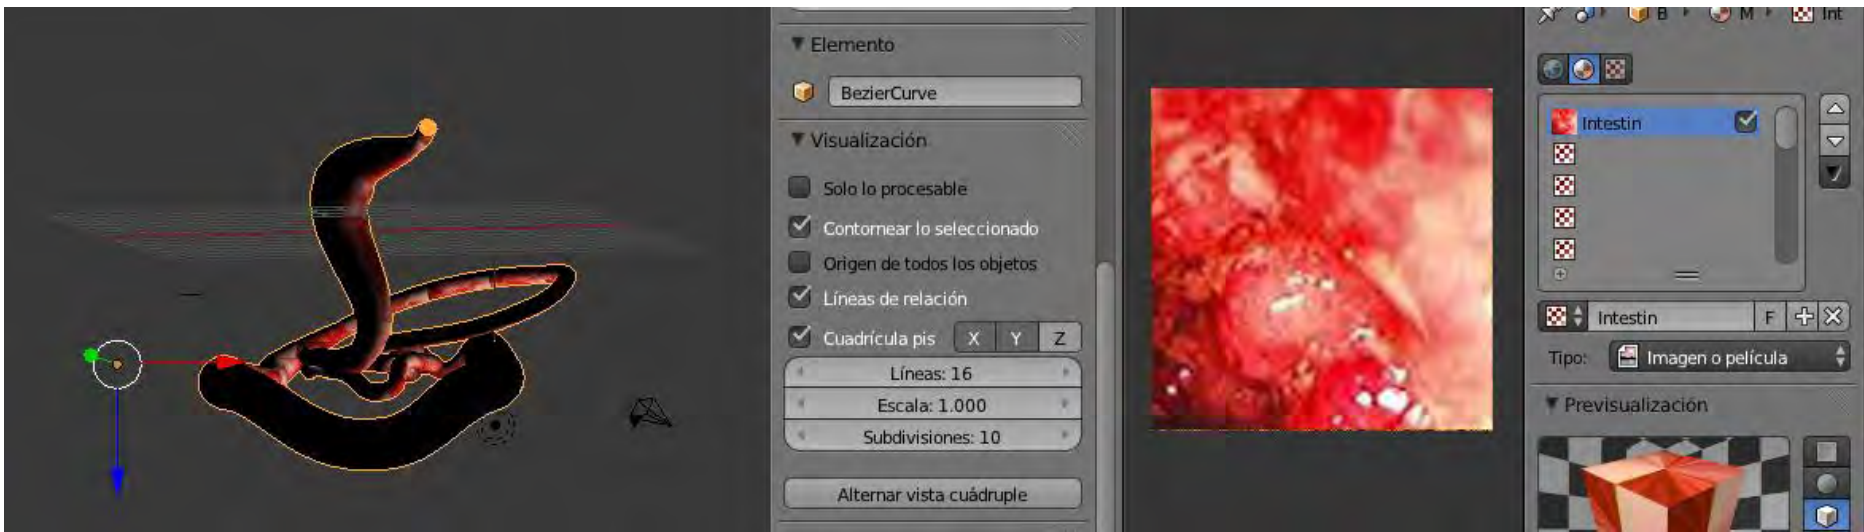 Elemento
BezierCurve
Visualización
Solo lo procesable
Contornear lo seleccionado
Origen de todos los objetos
Líneas de relación
Cuadrícula pis X Y Z
Líneas: 16
Escala: 1.000
Subdivisiones: 10
Alternar vista cuádruple
B M Int
Intestin
Intestin F
Tipo: Imagen o película
Previsualización